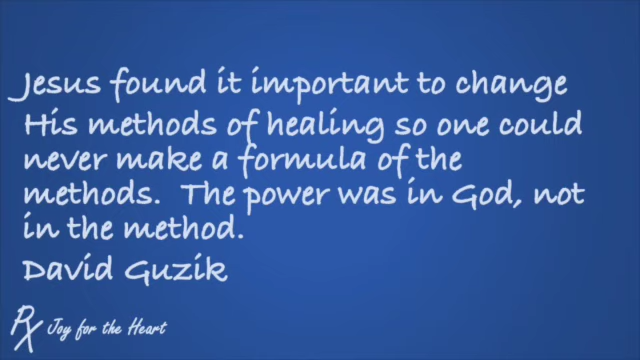 Jesus found it important to change
His methods of healing so one could
never make a formula of the
methods.  The power was in God, not
in the method.
David Guzik
Rx Joy for the Heart